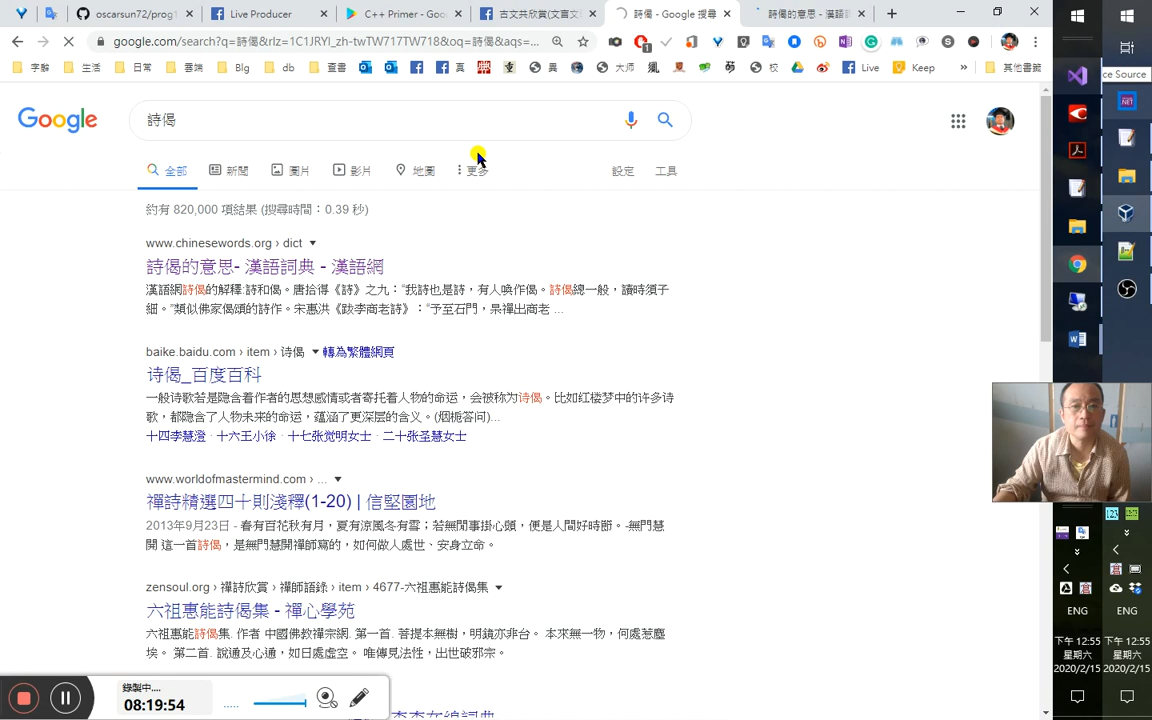 oscarsun72/prog1
Live Producer
C++ Primer - Goo
古文共欣賞(文言文
詩偈 - Google 搜尋
詩偈的意思 - 漢語
google.com/search?q=詩偈&rlz=1C1JRYI_zh-twTW717TW718&oq=詩偈&aqs=...
字辭
生活
日常
雲端
Blg
db
查書
真
異
大师
校
Live
Keep
»
其他書籤
ce Source
Google
詩偈
全部
新聞
圖片
影片
地圖
更多
設定
工具
約有 820,000 項結果 (搜尋時間：0.39 秒)
www.chinesewords.org › dict
詩偈的意思- 漢語詞典 - 漢語網
漢語網詩偈的解釋:詩和偈。唐拾得《詩》之九：“我詩也是詩，有人喚作偈。詩偈總一般，讀時須子
細。”類似佛家偈頌的詩作。宋惠洪《跋李商老詩》：“予至石門，杲禪出商老 ...
baike.baidu.com › item › 诗偈
轉為繁體網頁
诗偈_百度百科
一般诗歌若是隐含着作者的思想感情或者寄托着人物的命运，会被称为诗偈。比如红楼梦中的许多诗
歌，都隐含了人物未来的命运，蕴涵了更深层的含义。(烟栀答问)...
十四李慧澄 · 十六王小徐 · 十七张觉明女士 · 二十张圣慧女士
www.worldofmastermind.com › ...
禪詩精選四十則淺釋(1-20) | 信堅園地
2013年9月23日 - 春有百花秋有月，夏有涼風冬有雪；若無閒事掛心頭，便是人間好時節。-無門慧
開 這一首詩偈，是無門慧開禪師寫的，如何做人處世、安身立命。
zensoul.org › 禪詩欣賞 › 禪師語錄 › item › 4677-六祖惠能詩偈集
六祖惠能詩偈集 - 禪心學苑
六祖惠能詩偈集. 作者 中國佛教禪宗網. 第一首. 菩提本無樹，明鏡亦非台。 本來無一物，何處惹塵
埃。 第二首. 說通及心通，如日處虛空。 唯傳見法性，出世破邪宗。
錄製中....
08:19:54
ENG
ENG
下午 12:55
下午 12:55
星期六
星期六
2020/2/15
2020/2/15